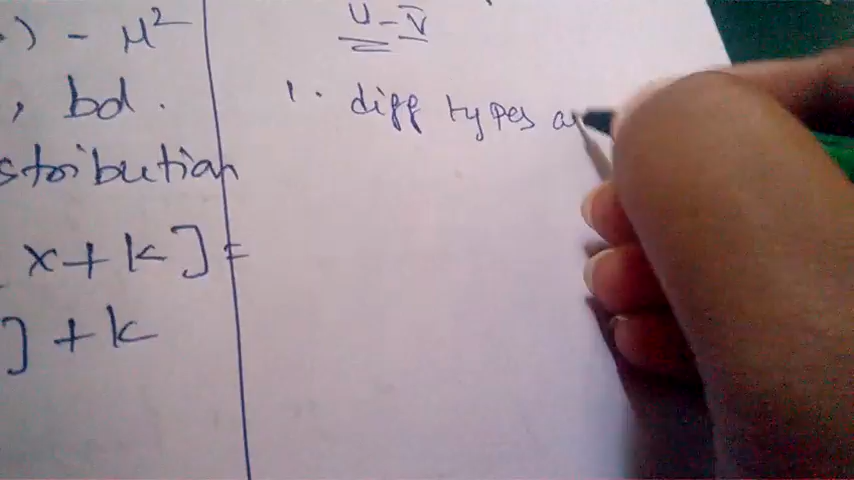 ) - μ²
, bd.
stribution
x + k] =
] + k
U - V
1. diff types